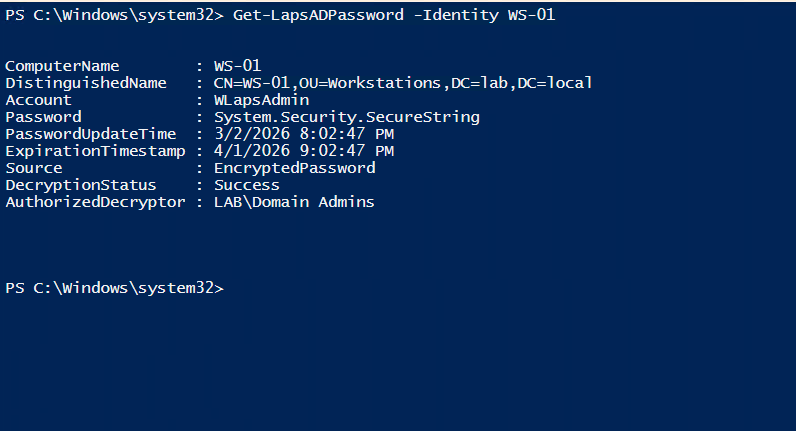 PS C:\Windows\system32> Get-LapsADPassword -Identity WS-01
ComputerName : WS-01
DistinguishedName : CN=WS-01,OU=Workstations,DC=lab,DC=local
Account : WLapsAdmin
Password : System.Security.SecureString
PasswordUpdateTime : 3/2/2026 8:02:47 PM
ExpirationTimestamp : 4/1/2026 9:02:47 PM
Source : EncryptedPassword
DecryptionStatus : Success
AuthorizedDecryptor : LAB\Domain Admins
PS C:\Windows\system32>